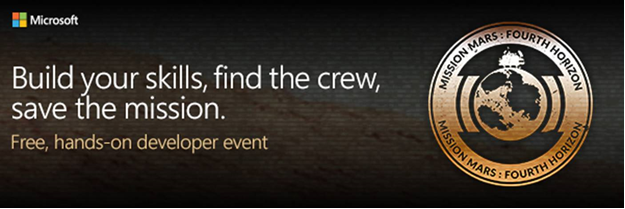 Microsoft
Build your skills, find the crew,
save the mission.
Free, hands-on developer event
MISSION MARS : FOURTH HORIZON
MISSION MARS : FOURTH HORIZON